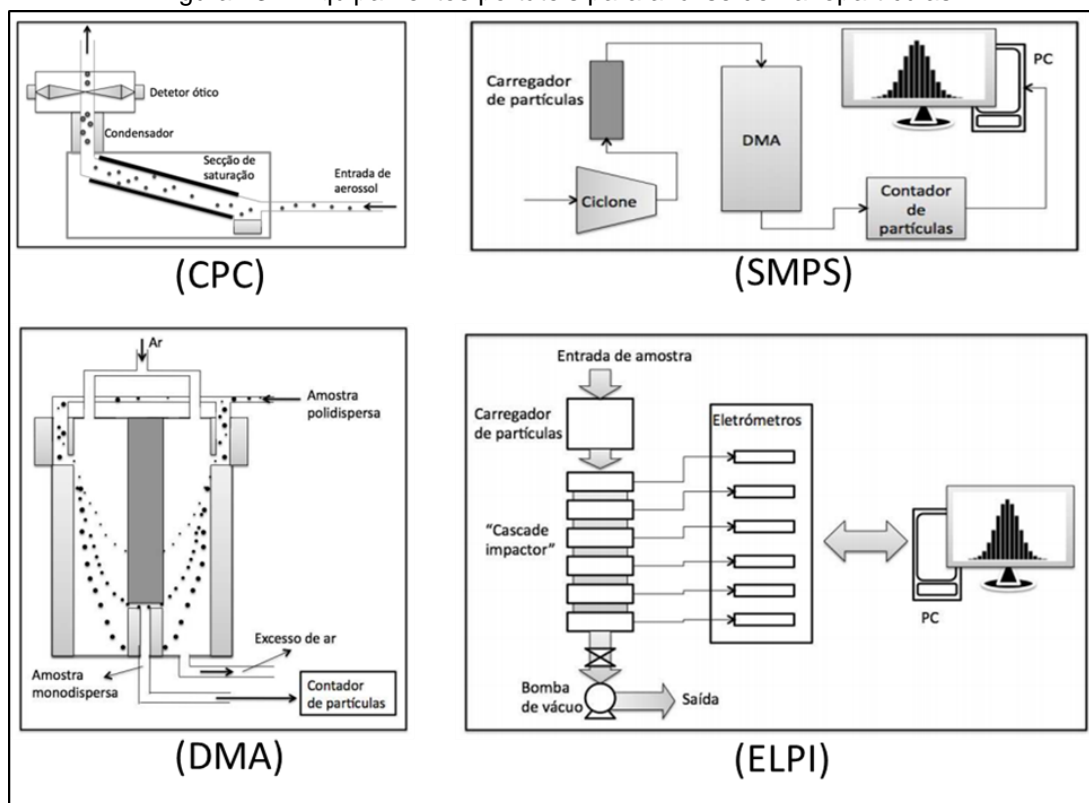 Detetor ótico
Condensador
Secção de
saturação
Entrada de
aerossol
(CPC)
Carregador
de partículas
Ciclone
DMA
Contador
de
partículas
PC
(SMPS)
Ar
Amostra
polidispersa
Excesso de ar
Amostra
monodispersa
Contador
de partículas
(DMA)
Entrada de amostra
Carregador
de partículas
Eletrómetros
“Cascade
impactor”
PC
Bomba
de vácuo
Saída
(ELPI)